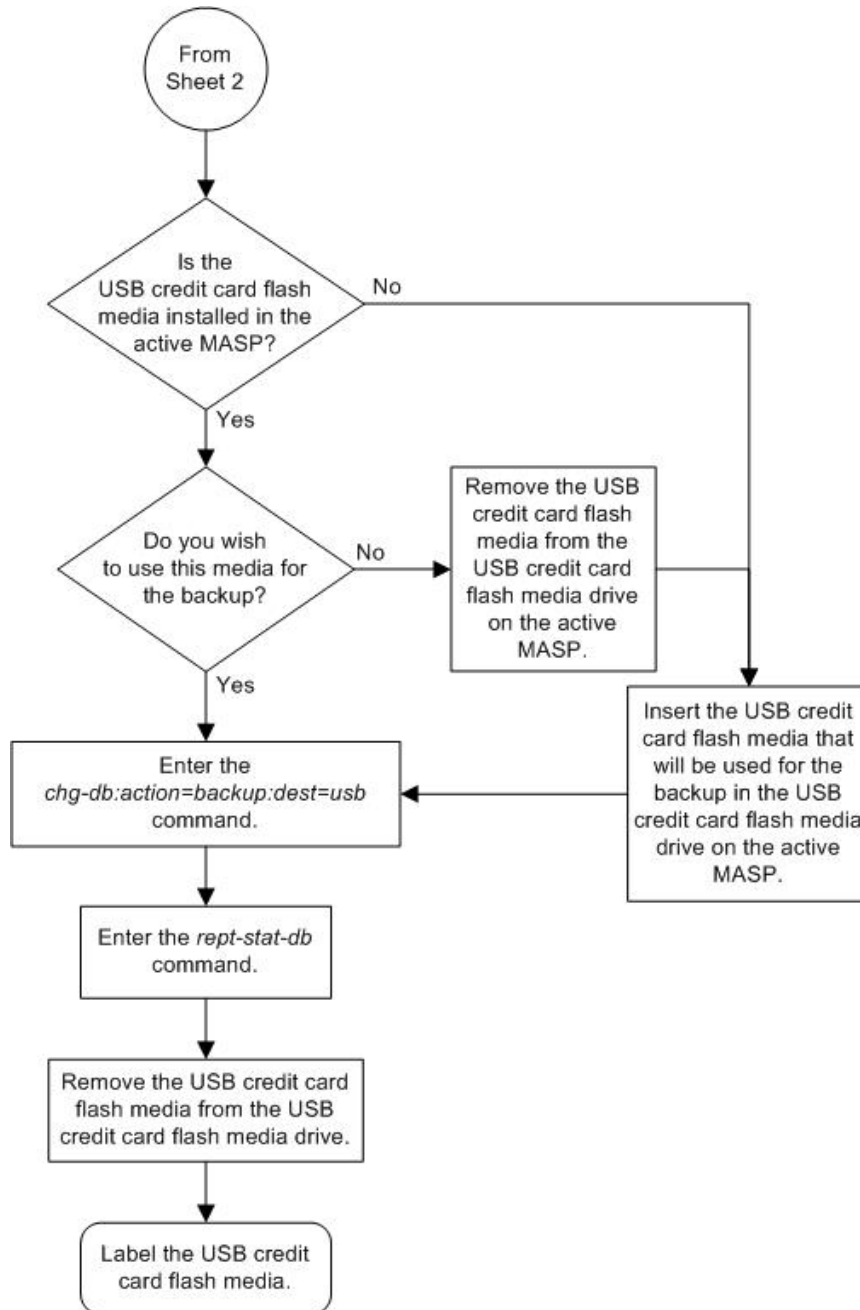 From
Sheet 2
Is the
USB credit card flash
media installed in the
active MASP?
No
Yes
Do you wish
to use this media for
the backup?
No
Yes
Remove the USB
credit card flash
media from the
USB credit card
flash media drive
on the active
MASP.
Insert the USB credit
card flash media that
will be used for the
backup in the USB
credit card flash media
drive on the active
MASP.
Enter the
chg-db:action=backup:dest=usb
command.
Enter the rept-stat-db
command.
Remove the USB credit card
flash media from the USB
credit card flash media drive.
Label the USB credit
card flash media.